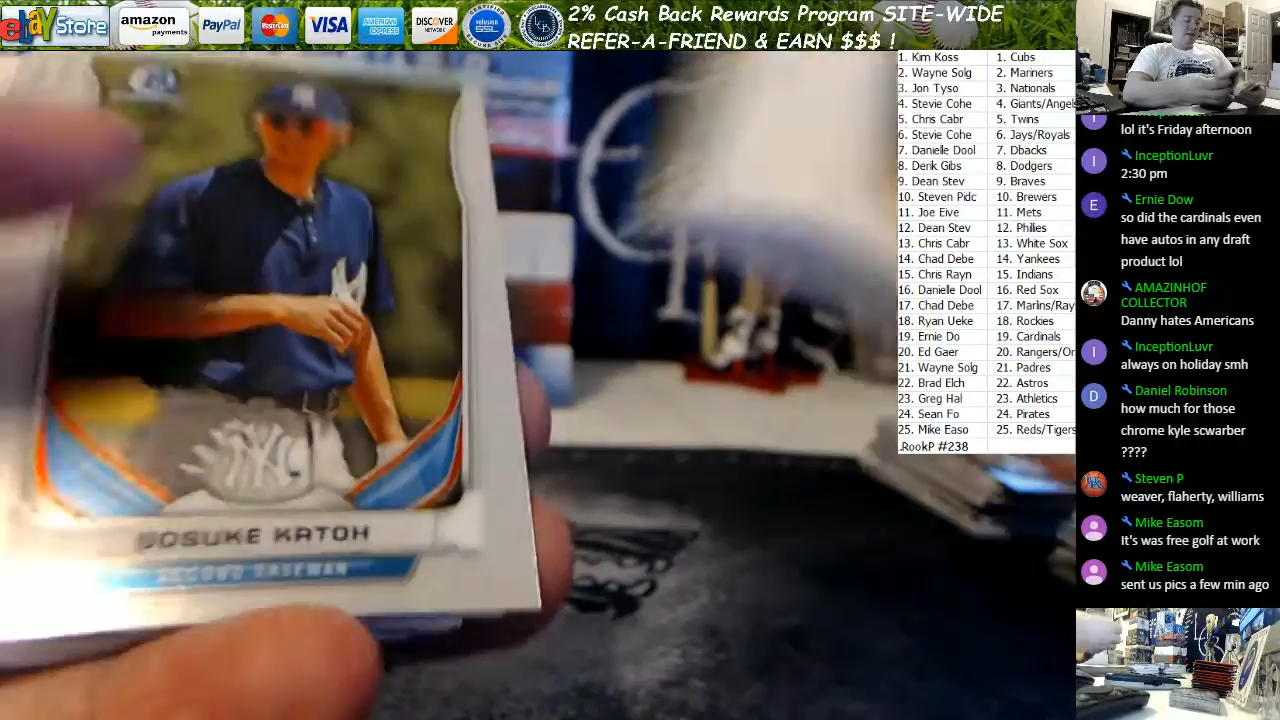 ebay Store
amazon payments
PayPal
MasterCard
VISA
AMERICAN EXPRESS
DISCOVER NETWORK
2% Cash Back Rewards Program SITE-WIDE
REFER-A-FRIEND & EARN $$$ !
1. Kim Koss 1. Cubs
2. Wayne Solg 2. Mariners
3. Jon Tyso 3. Nationals
4. Stevie Cohe 4. Giants/Angels
5. Chris Cabr 5. Twins
6. Stevie Cohe 6. Jays/Royals
7. Danielle Dool 7. Dbacks
8. Derik Gibs 8. Dodgers
9. Dean Stev 9. Braves
10. Steven Pidc 10. Brewers
11. Joe Eive 11. Mets
12. Dean Stev 12. Philies
13. Chris Cabr 13. White Sox
14. Chad Debe 14. Yankees
15. Chris Rayn 15. Indians
16. Danielle Dool 16. Red Sox
17. Chad Debe 17. Marlins/Ray
18. Ryan Ueke 18. Rockies
19. Ernie Do 19. Cardinals
20. Ed Gaer 20. Rangers/Or
21. Wayne Solg 21. Padres
22. Brad Elch 22. Astros
23. Greg Hal 23. Athletics
24. Sean Fo 24. Pirates
25. Mike Easo 25. Reds/Tigers
.RookP #238
lol it's Friday afternoon
InceptionLuvr
2:30 pm
Ernie Dow
so did the cardinals even
have autos in any draft
product lol
AMAZINHOF
COLLECTOR
Danny hates Americans
InceptionLuvr
always on holiday smh
Daniel Robinson
how much for those
chrome kyle scwarber
????
Steven P
weaver, flaherty, williams
Mike Easom
It's was free golf at work
Mike Easom
sent us pics a few min ago
GOSUKE KATOH
SECOND BASEMAN